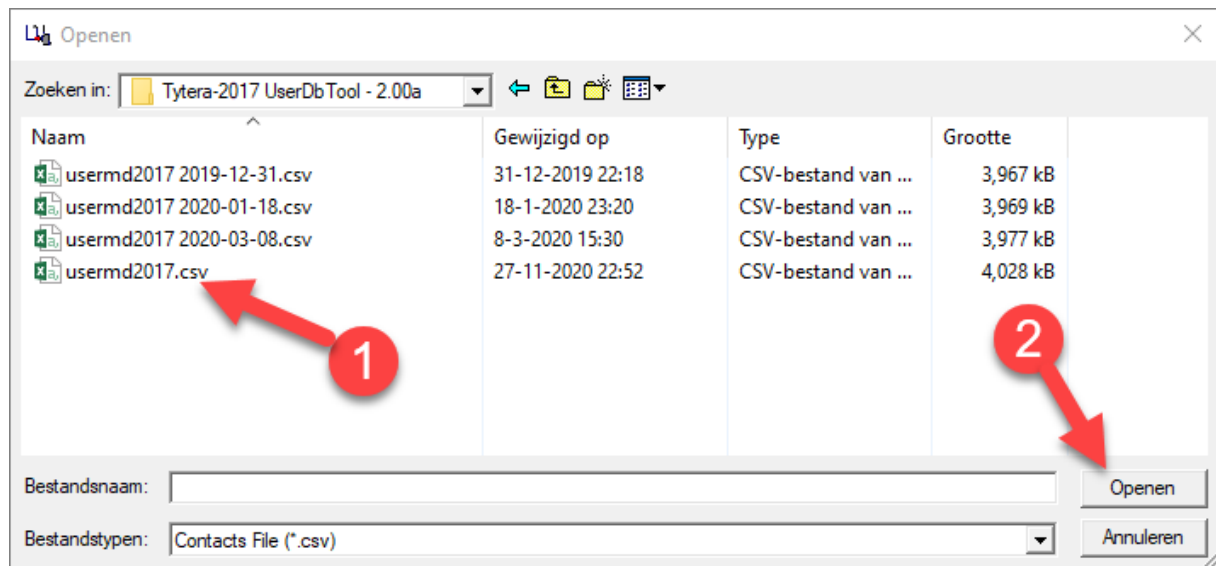 Openen
Zoeken in: Tytera-2017 UserDbTool - 2.00a
Naam Gewijzigd op Type Grootte
usermd2017 2019-12-31.csv 31-12-2019 22:18 CSV-bestand van ... 3,967 kB
usermd2017 2020-01-18.csv 18-1-2020 23:20 CSV-bestand van ... 3,969 kB
usermd2017 2020-03-08.csv 8-3-2020 15:30 CSV-bestand van ... 3,977 kB
usermd2017.csv 27-11-2020 22:52 CSV-bestand van ... 4,028 kB
1
2
Bestandsnaam: Openen
Bestandstypen: Contacts File (*.csv) Annuleren